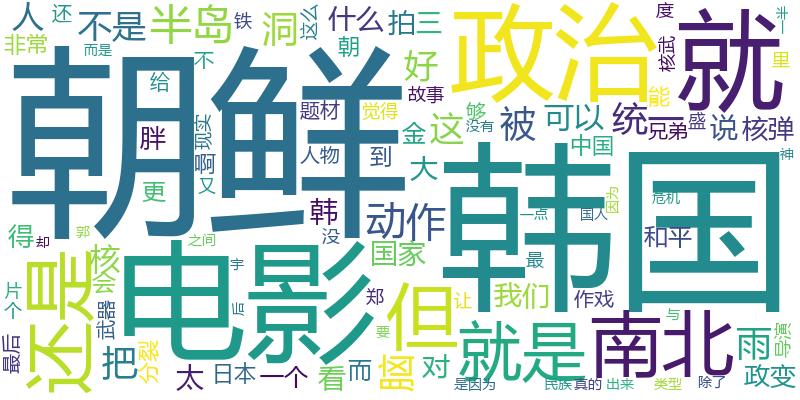 人
还
不是
半岛
铁
洞
这么
什么
拍
三
政治
度
半
就
非常
不
朝
好
核武
里
给
题材
觉得
故事
能
够
没有
朝鲜
胖
现实
啊
又
人物
到
金
这
大
被
可以
统一
兄弟
盛
说
核弹
中国
神
更
韩
没
动作
韩国
一点
国人
因为
危机
和平
得
却
郭
之间
电影
国家
最
核
会
宇
后
郑
但
让
我们
作戏
与
片
个
还是
武器
南北
雨
导演
最后
把
分裂
太
日本
一个
看
而
脑
要
对
就是
政变
是因为
民族
真的
出来
类型
除了
而是